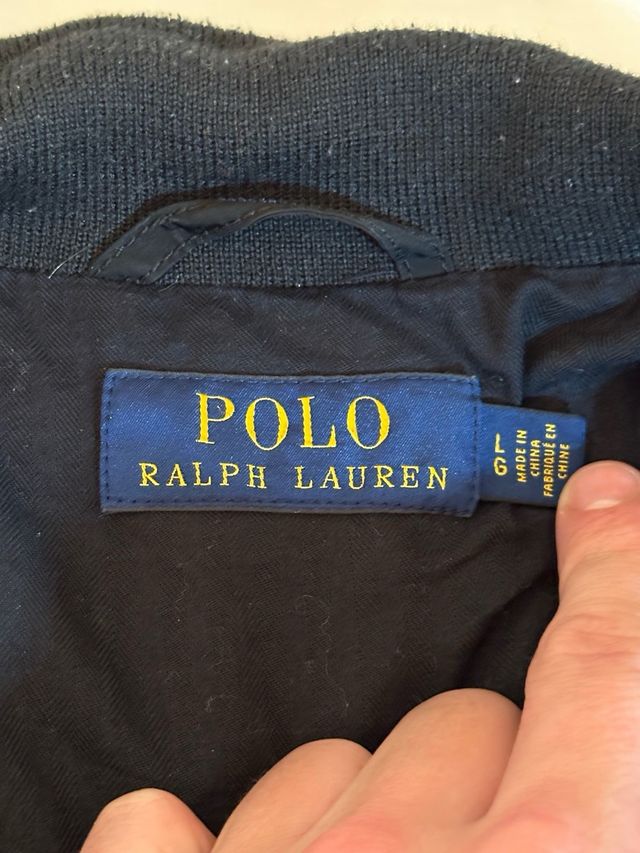 POLO
RALPH LAUREN
G L
MADE IN
CHINA
FABRIQUÉ EN
CHINE